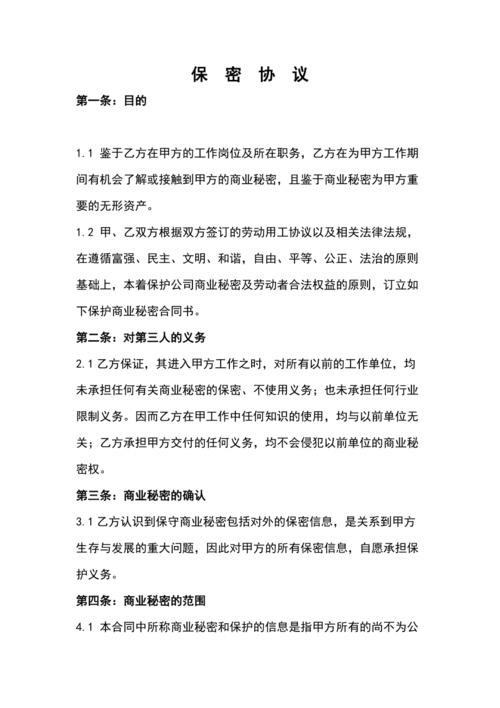 保 密 协 议
第一条：目的
1.1 鉴于乙方在甲方的工作岗位及所在职务，乙方在为甲方工作期
间有机会了解或接触到甲方的商业秘密，且鉴于商业秘密为甲方重
要的无形资产。
1.2 甲、乙双方根据双方签订的劳动用工协议以及相关法律法规，
在遵循富强、民主、文明、和谐，自由、平等、公正、法治的原则
基础上，本着保护公司商业秘密及劳动者合法权益的原则，订立如
下保护商业秘密合同书。
第二条：对第三人的义务
2.1乙方保证，其进入甲方工作之时，对所有以前的工作单位，均
未承担任何有关商业秘密的保密、不使用义务；也未承担任何行业
限制义务。因而乙方在甲工作中任何知识的使用，均与以前单位无
关；乙方承担甲方交付的任何义务，均不会侵犯以前单位的商业秘
密权。
第三条：商业秘密的确认
3.1乙方认识到保守商业秘密包括对外的保密信息，是关系到甲方
生存与发展的重大问题，因此对甲方的所有保密信息，自愿承担保
护义务。
第四条：商业秘密的范围
4.1 本合同中所称商业秘密和保护的信息是指甲方所有的尚不为公